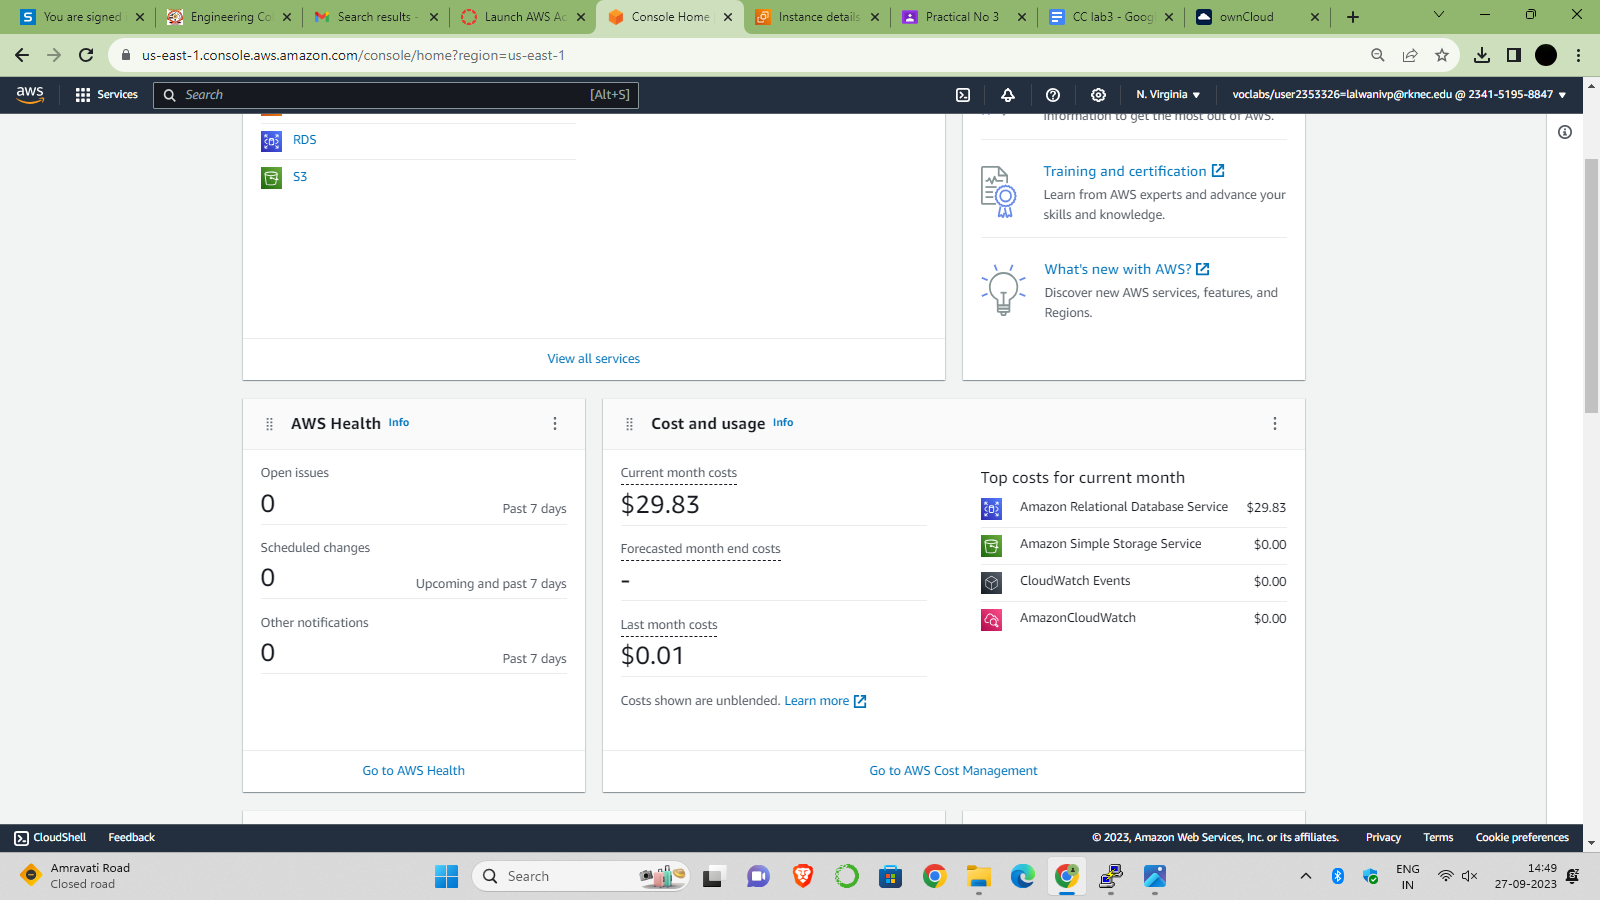 You are signed
Engineering Co
Search results -
Launch AWS Ac
Console Home
Instance details
Practical No 3
CC lab3 - Goog
ownCloud
us-east-1.console.aws.amazon.com/console/home?region=us-east-1
aws
Services
Search
[Alt+S]
N. Virginia
voclabs/user2353326=lalwanivp@rknec.edu @ 2341-5195-8847
RDS
S3
View all services
information to get the most out of AWS.
Training and certification
Learn from AWS experts and advance your
skills and knowledge.
What's new with AWS?
Discover new AWS services, features, and
Regions.
AWS Health Info
Open issues
0
Past 7 days
Scheduled changes
0
Upcoming and past 7 days
Other notifications
0
Past 7 days
Go to AWS Health
Cost and usage Info
Current month costs
$29.83
Forecasted month end costs
-
Last month costs
$0.01
Costs shown are unblended. Learn more
Top costs for current month
Amazon Relational Database Service $29.83
Amazon Simple Storage Service $0.00
CloudWatch Events $0.00
AmazonCloudWatch $0.00
Go to AWS Cost Management
CloudShell
Feedback
© 2023, Amazon Web Services, Inc. or its affiliates.
Privacy
Terms
Cookie preferences
Amravati Road
Closed road
Search
ENG
IN
14:49
27-09-2023